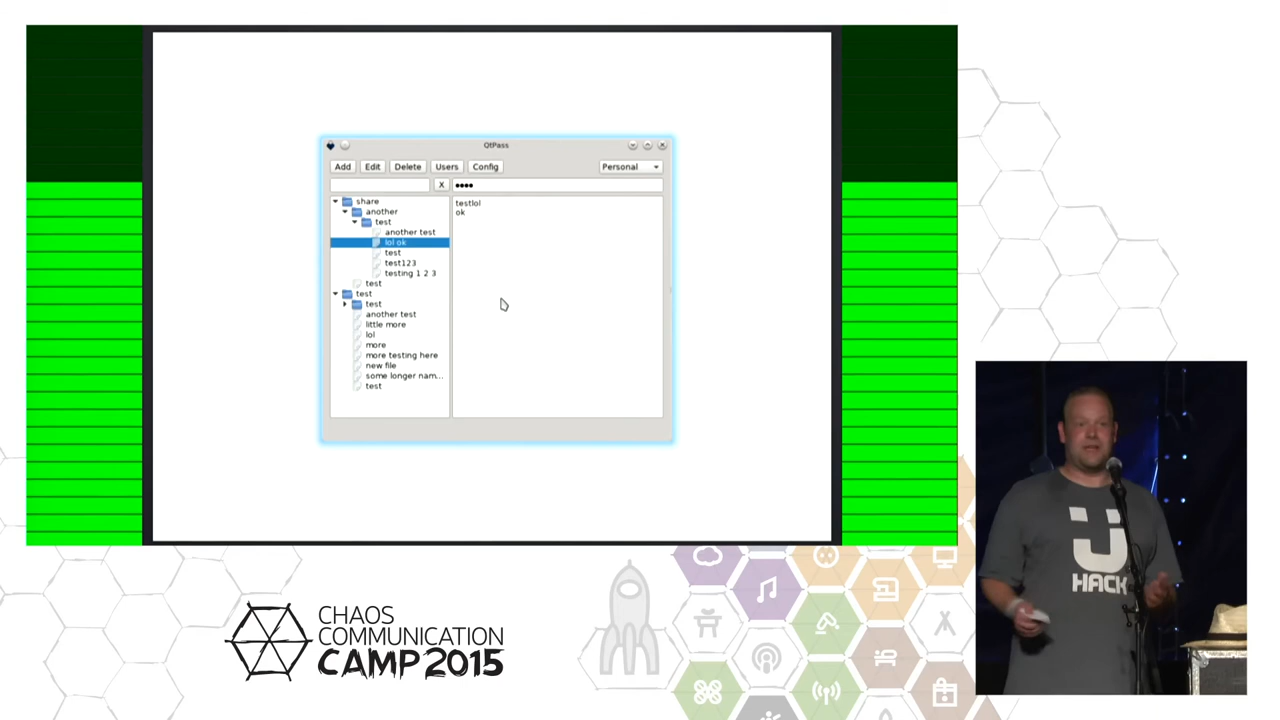 QtPass
Add Edit Delete Users Config Personal
X ••••
share
another
test
another test
lol ok
test
test123
testing 1 2 3
test
test
test
another test
little more
lol
more
more testing here
new file
some longer nam...
test
testlol
ok
HACK
CHAOS
COMMUNICATION
CAMP 2015